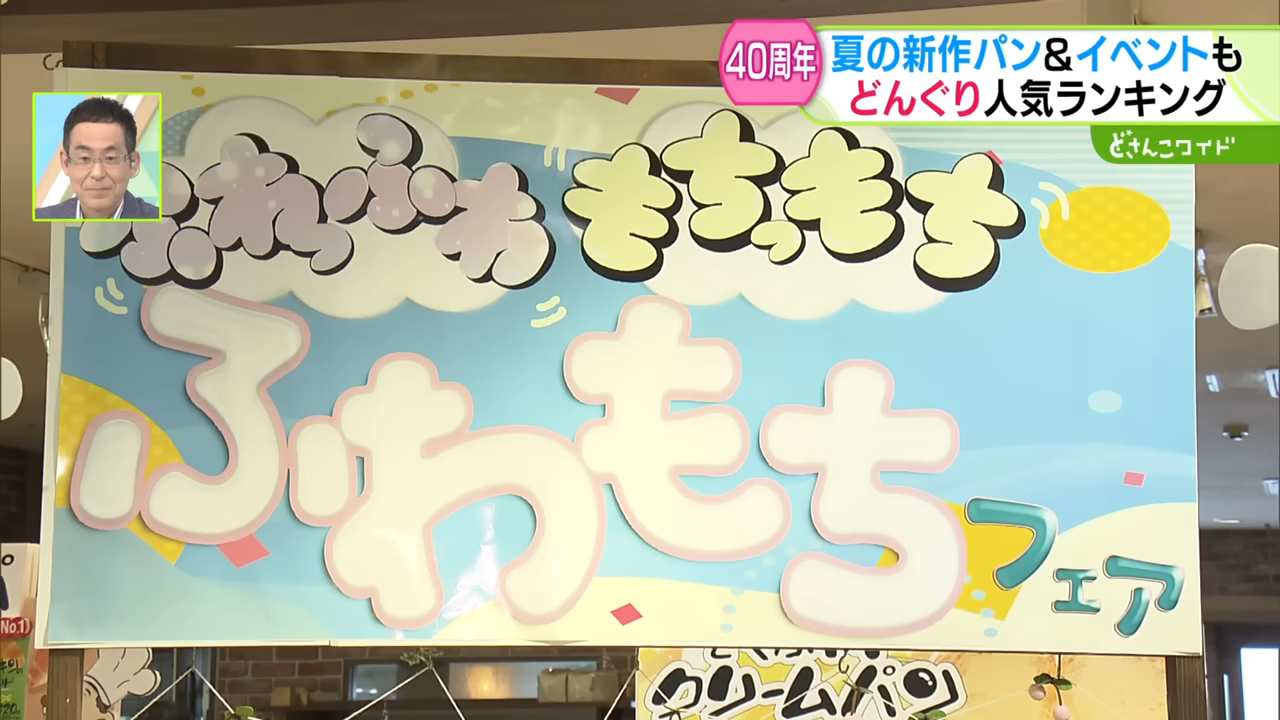 40周年
夏の新作パン&イベントも
どんぐり人気ランキング
どさんこワイド
ふわっふわ もちっもち
ふわもち
フェア
クリームパン
No.1